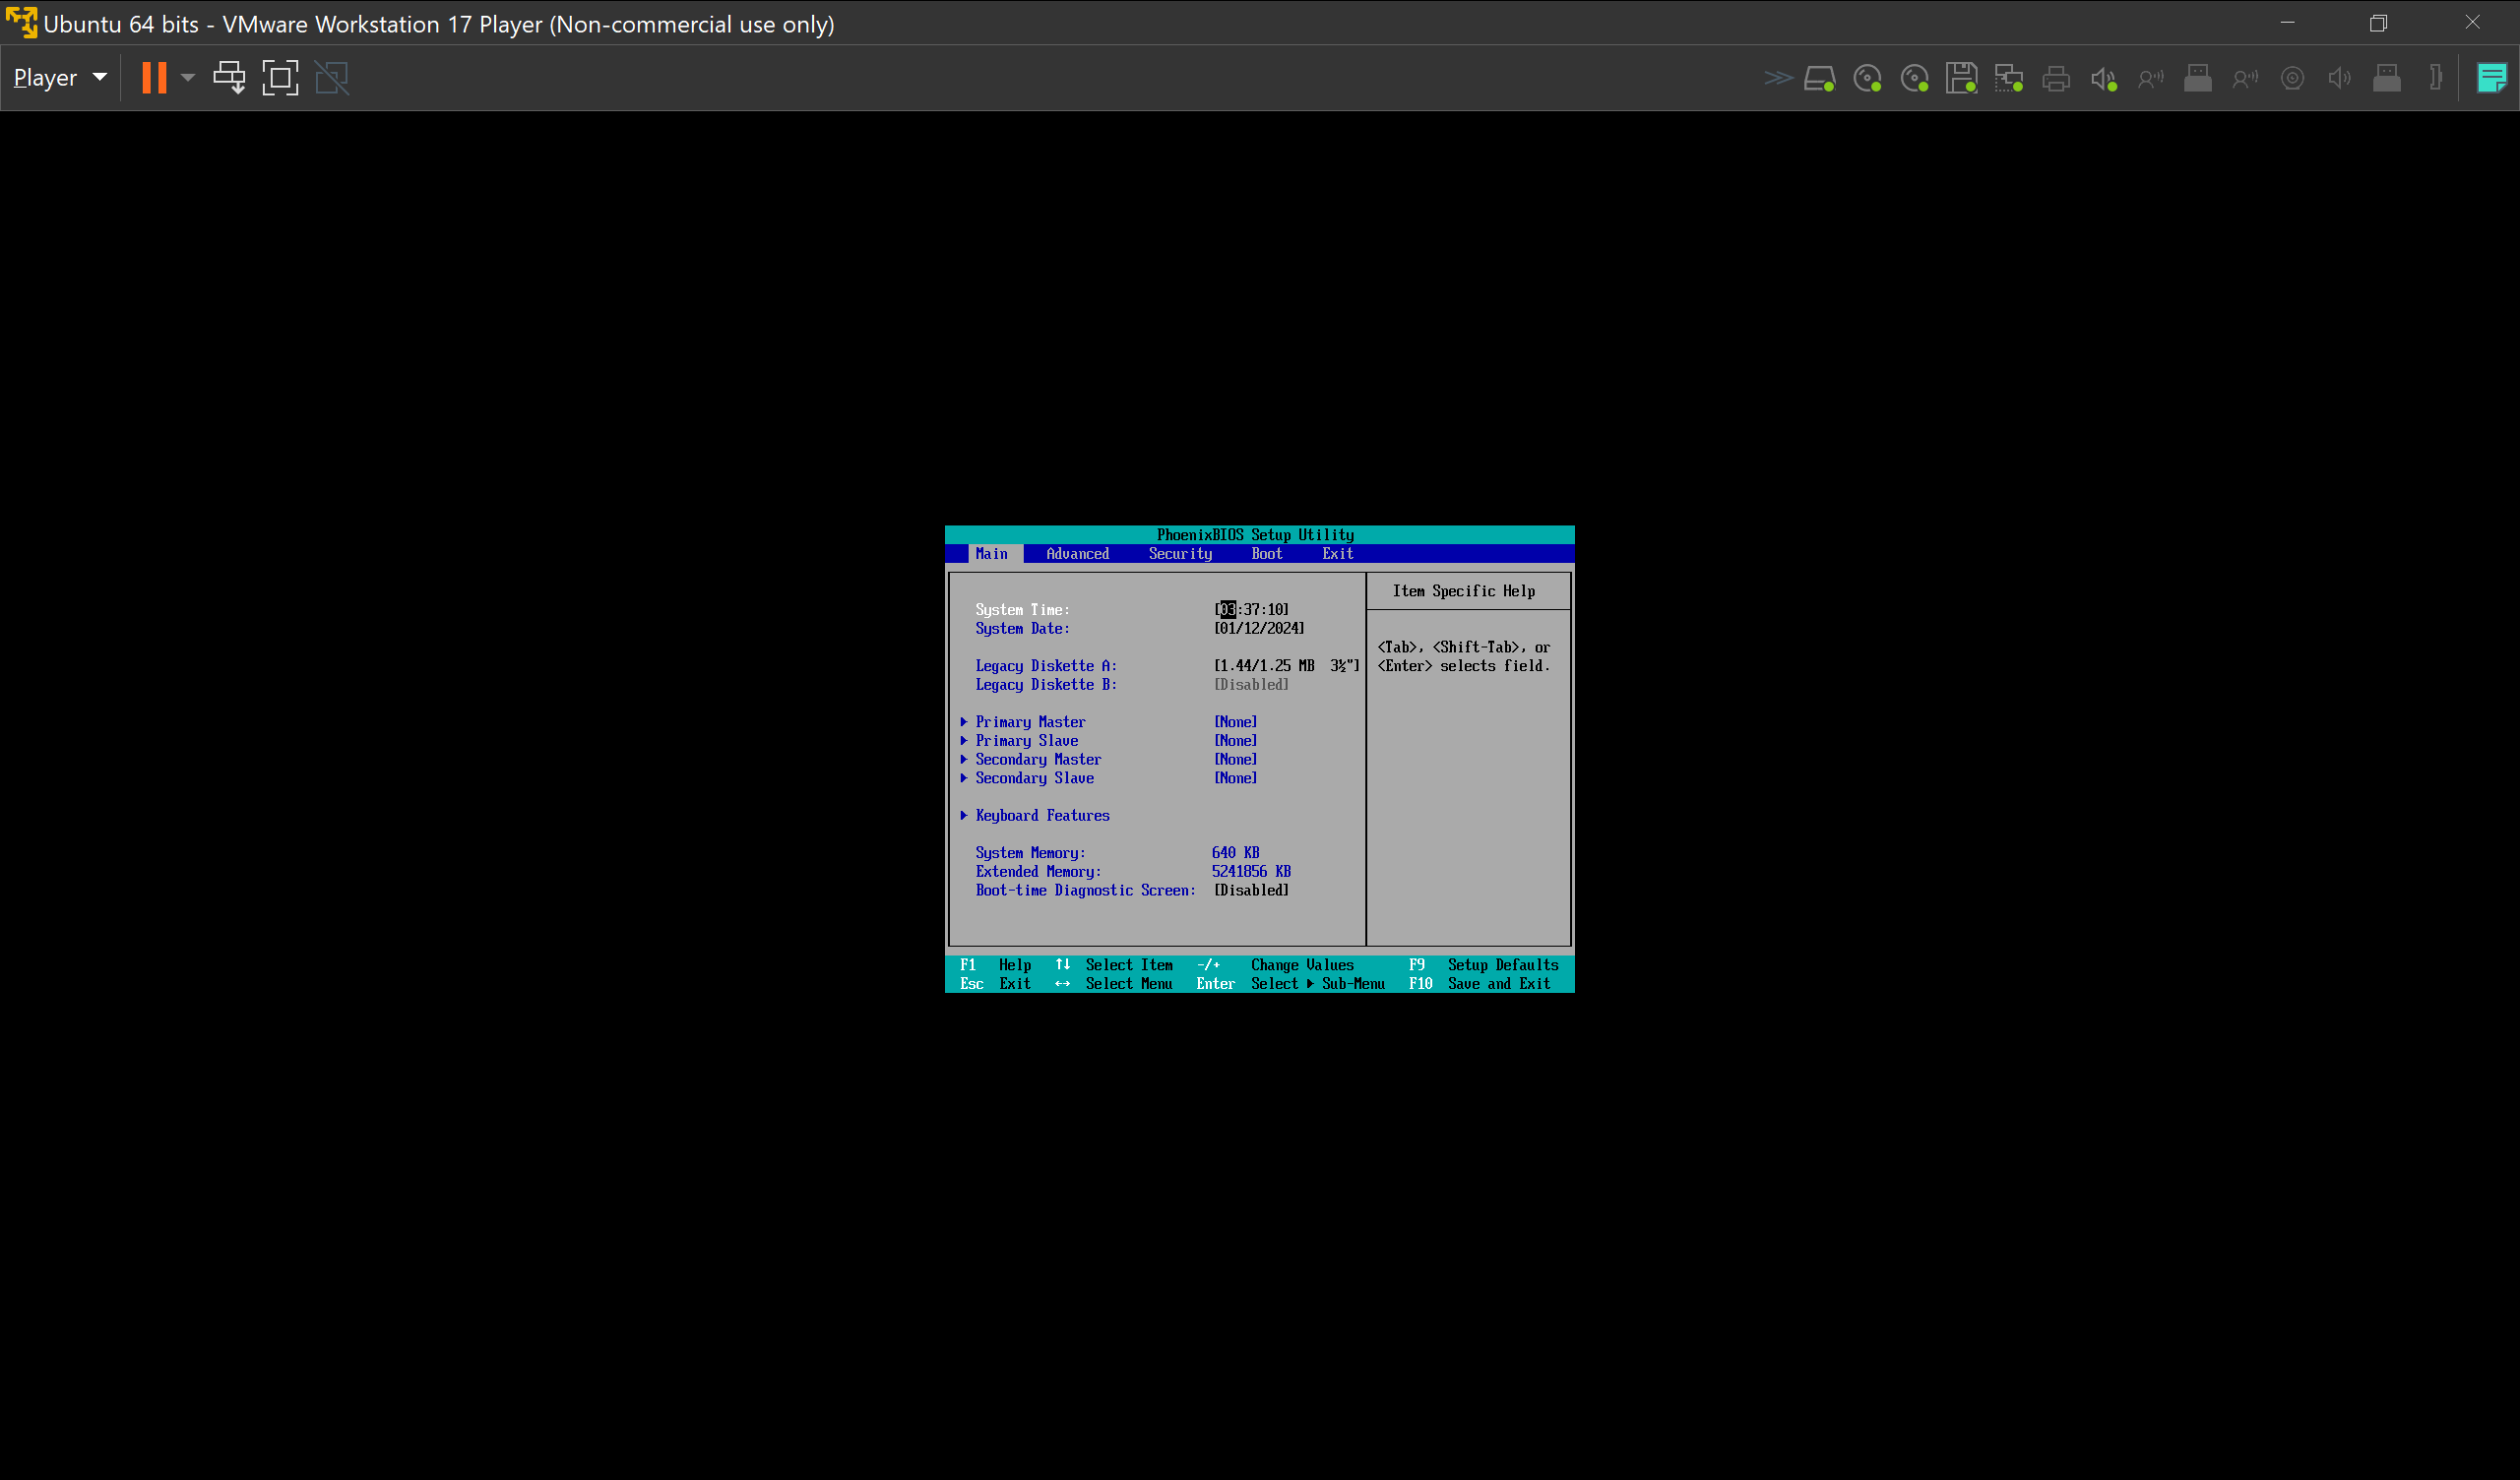 Ubuntu 64 bits - VMware Workstation 17 Player (Non-commercial use only)
Player
PhoenixBIOS Setup Utility
Main Advanced Security Boot Exit
Item Specific Help
System Time: [03:37:10]
System Date: [01/12/2024]
<Tab>, <Shift-Tab>, or
Legacy Diskette A: [1.44/1.25 MB 3½"] <Enter> selects field.
Legacy Diskette B: [Disabled]
Primary Master [None]
Primary Slave [None]
Secondary Master [None]
Secondary Slave [None]
Keyboard Features
System Memory: 640 KB
Extended Memory: 5241856 KB
Boot-time Diagnostic Screen: [Disabled]
F1 Help ↑↓ Select Item -/+ Change Values F9 Setup Defaults
Esc Exit ↔ Select Menu Enter Select ▶ Sub-Menu F10 Save and Exit